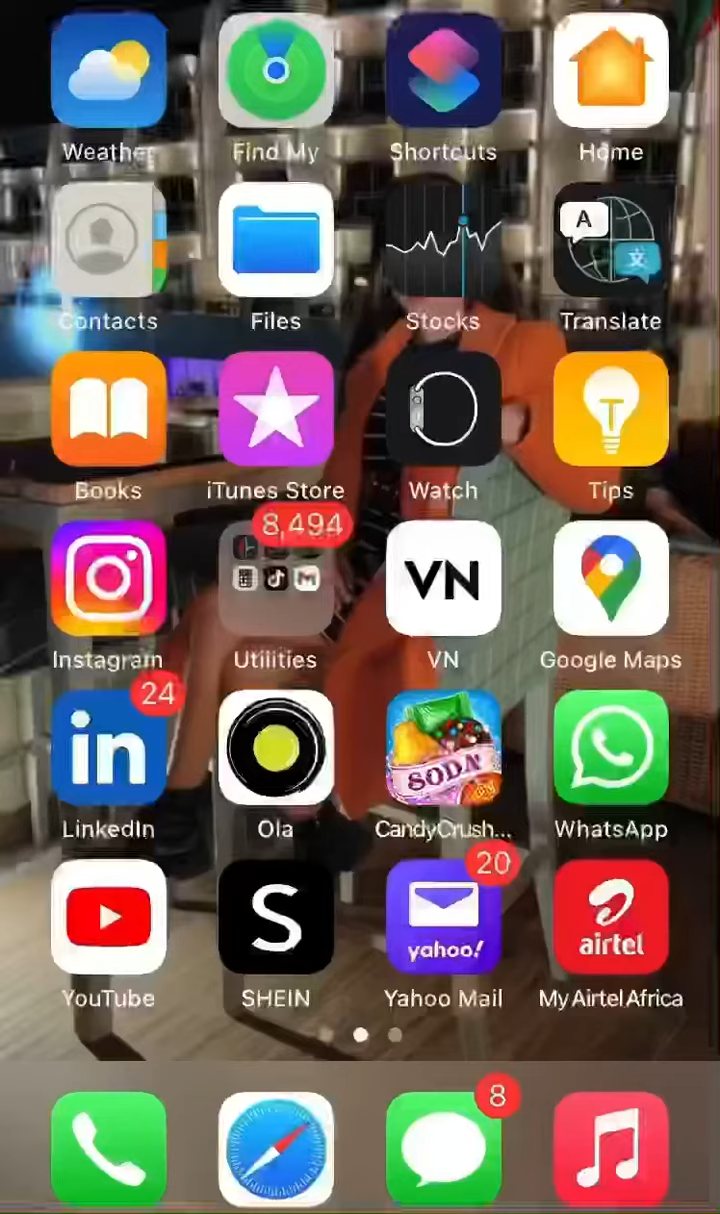 Weather
Find My
Shortcuts
Home
A
文
Contacts
Files
Stocks
Translate
T
Books
iTunes Store
Watch
Tips
8,494
VN
Instagram
Utilities
VN
Google Maps
24
in
SODA
LinkedIn
Ola
CandyCrush...
WhatsApp
20
S
yahoo!
airtel
YouTube
SHEIN
Yahoo Mail
My Airtel Africa
8